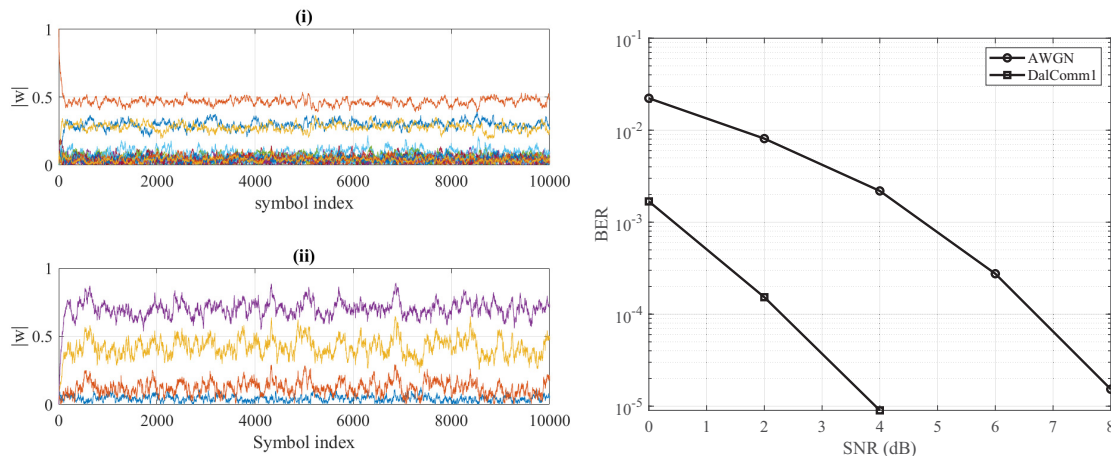 (i)
1
0.5
0
|w|
0 2000 4000 6000 8000 10000
symbol index
(ii)
1
0.5
0
|w|
0 2000 4000 6000 8000 10000
Symbol index
10-1
10-2
10-3
10-4
10-5
BER
0 1 2 3 4 5 6 7 8
SNR (dB)
AWGN
DalComm1